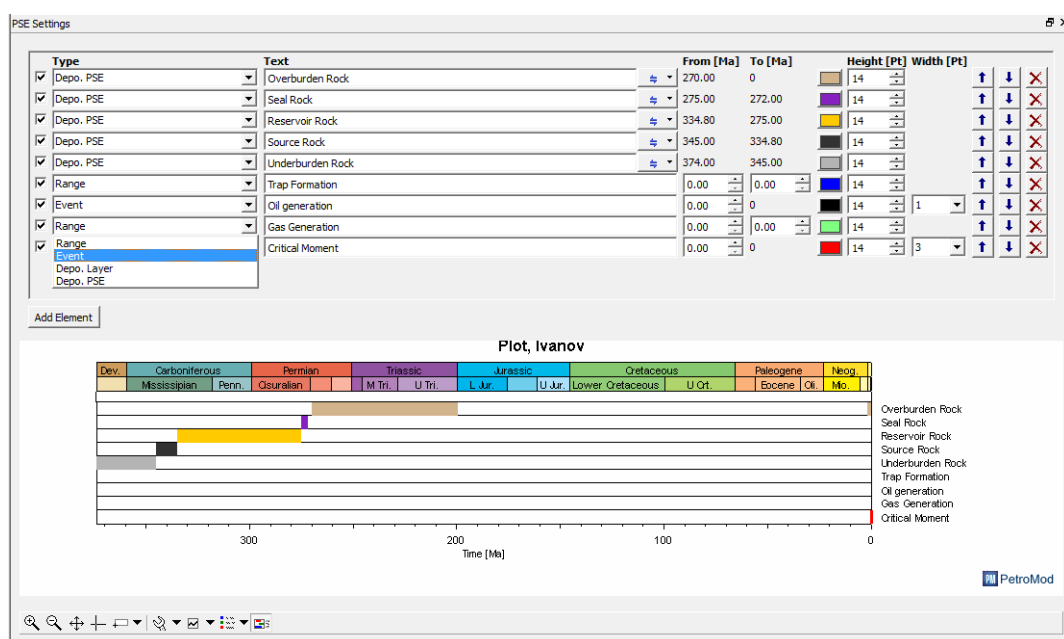 PSE Settings
Type Text From [Ma] To [Ma] Height [Pt] Width [Pt]
Depo. PSE Overburden Rock 270.00 0 14
Depo. PSE Seal Rock 275.00 272.00 14
Depo. PSE Reservoir Rock 334.80 275.00 14
Depo. PSE Source Rock 345.00 334.80 14
Depo. PSE Underburden Rock 374.00 345.00 14
Range Trap Formation 0.00 0.00 14
Event Oil generation 0.00 0 14 1
Range Gas Generation 0.00 0.00 14
Range Critical Moment 0.00 0 14 3
Event
Depo. Layer
Depo. PSE
Add Element
Plot, Ivanov
Dev. Carboniferous Permian Triassic Jurassic Cretaceous Paleogene Neog.
Mississipian Penn. Cisuralian M Tri. U Tri. L Jur. U Jur. Lower Cretaceous U Crt. Eocene Oli. Mio.
Overburden Rock
Seal Rock
Reservoir Rock
Source Rock
Underburden Rock
Trap Formation
Oil generation
Gas Generation
Critical Moment
300 200 100 0
Time [Ma]
PM PetroMod